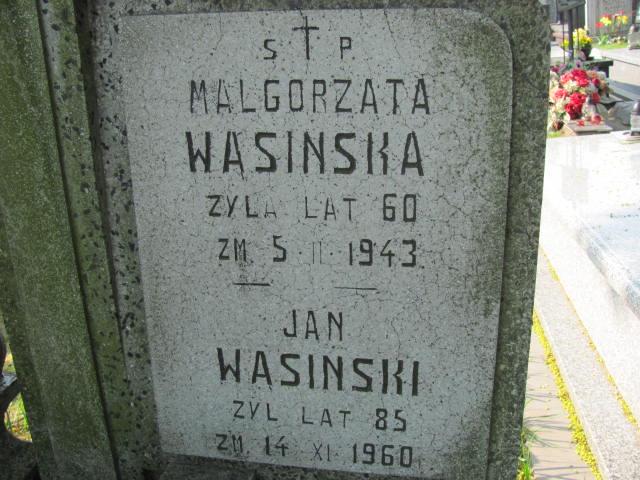 S † P
MALGORZATA
WASINSKA
ZYLA LAT 60
ZM. 5 II 1943
JAN
WASINSKI
ZYL LAT 85
ZM. 14 XI 1960